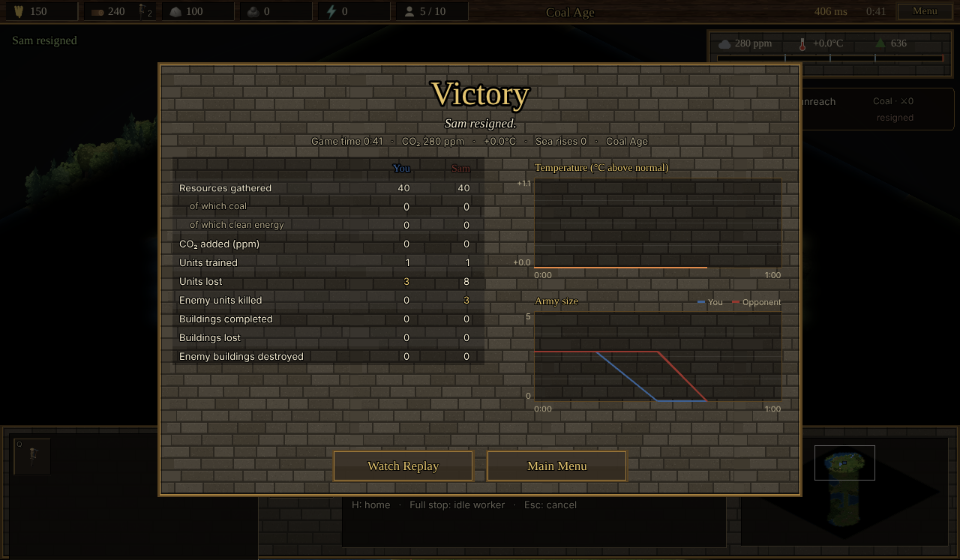 150 240 2 100 0 0 5 / 10 Coal Age 406 ms 0:41 Menu
Sam resigned
280 ppm +0.0°C 636
nreach Coal · ⚔0
resigned
Victory
Sam resigned.
Game time 0:41 · CO₂ 280 ppm · +0.0°C · Sea rises 0 · Coal Age
You Sam
Resources gathered 40 40
of which coal 0 0
of which clean energy 0 0
CO₂ added (ppm) 0 0
Units trained 1 1
Units lost 3 8
Enemy units killed 0 3
Buildings completed 0 0
Buildings lost 0 0
Enemy buildings destroyed 0 0
Temperature (°C above normal)
+1.1
+0.0
0:00 1:00
Army size You Opponent
5
0
0:00 1:00
Watch Replay Main Menu
H: home · Full stop: idle worker · Esc: cancel